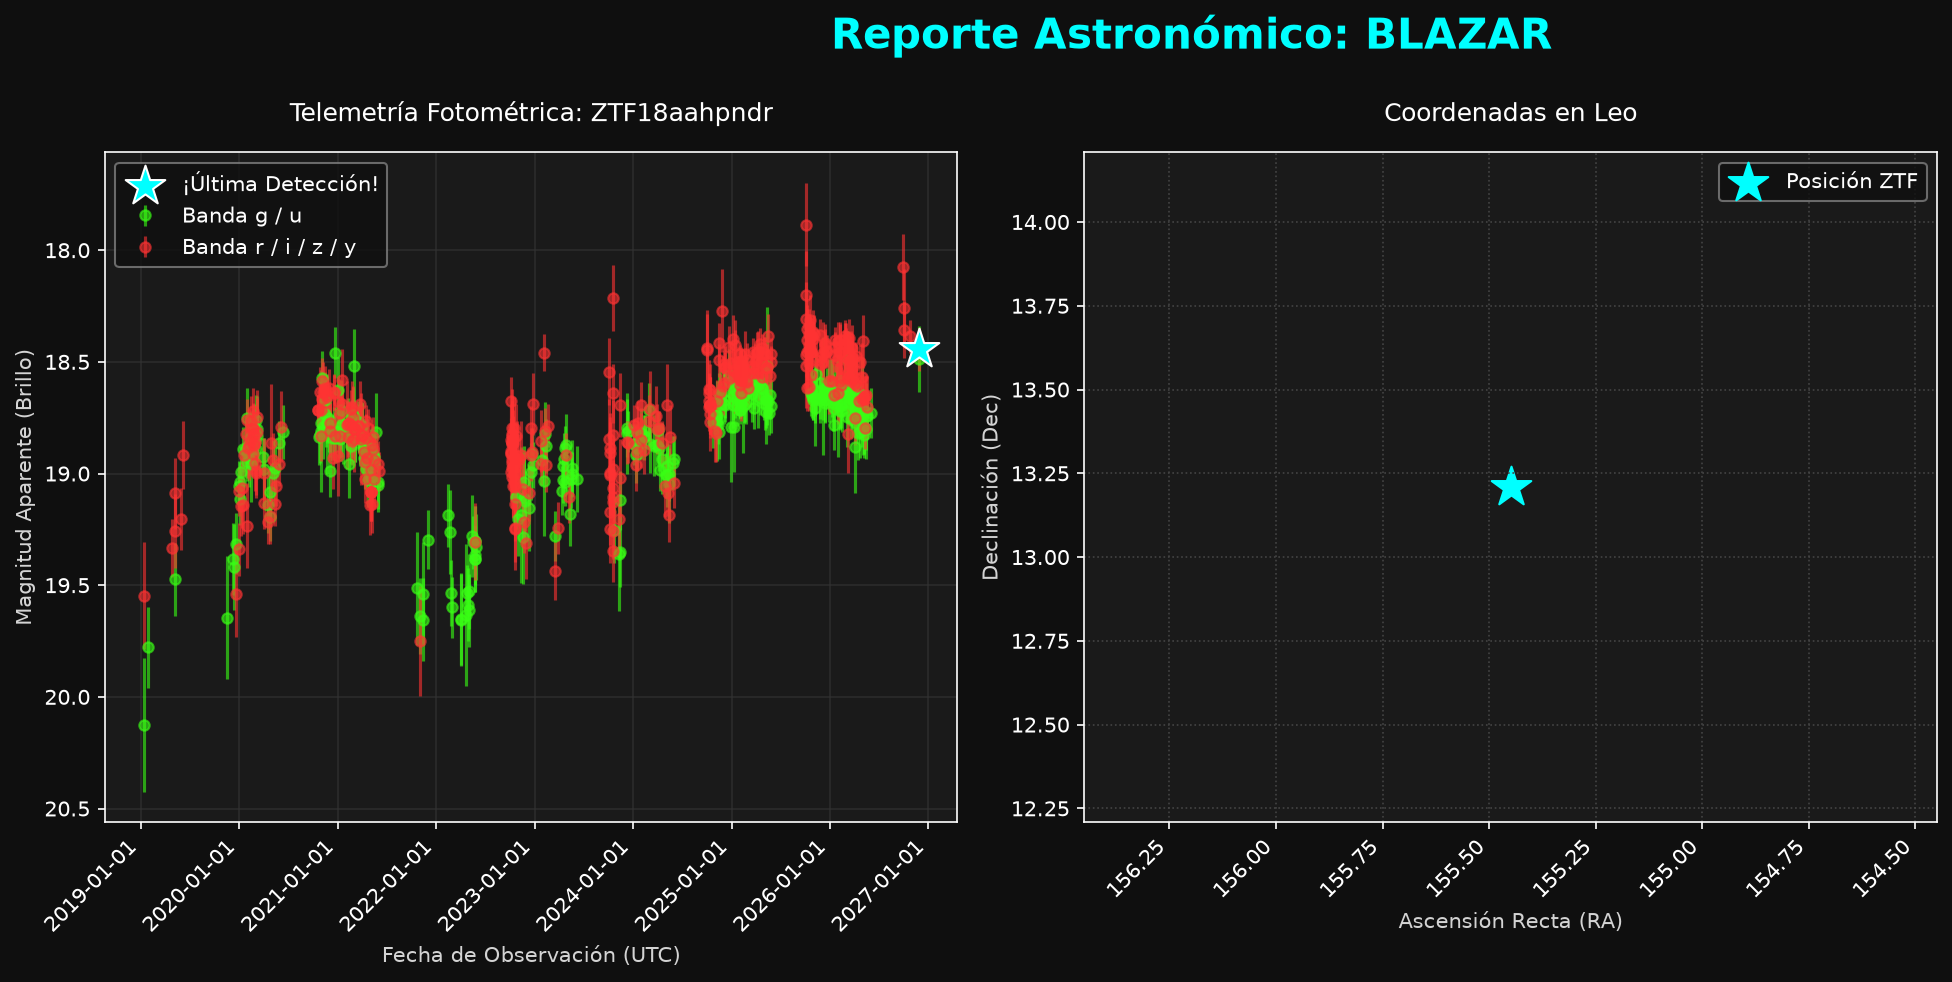 Reporte Astronómico: BLAZAR
Telemetría Fotométrica: ZTF18aahpndr
¡Última Detección!
Banda g / u
Banda r / i / z / y
Magnitud Aparente (Brillo)
18.0
18.5
19.0
19.5
20.0
20.5
2019-01-01
2020-01-01
2021-01-01
2022-01-01
2023-01-01
2024-01-01
2025-01-01
2026-01-01
2027-01-01
Fecha de Observación (UTC)
Coordenadas en Leo
Posición ZTF
Declinación (Dec)
14.00
13.75
13.50
13.25
13.00
12.75
12.50
12.25
156.25
156.00
155.75
155.50
155.25
155.00
154.75
154.50
Ascensión Recta (RA)